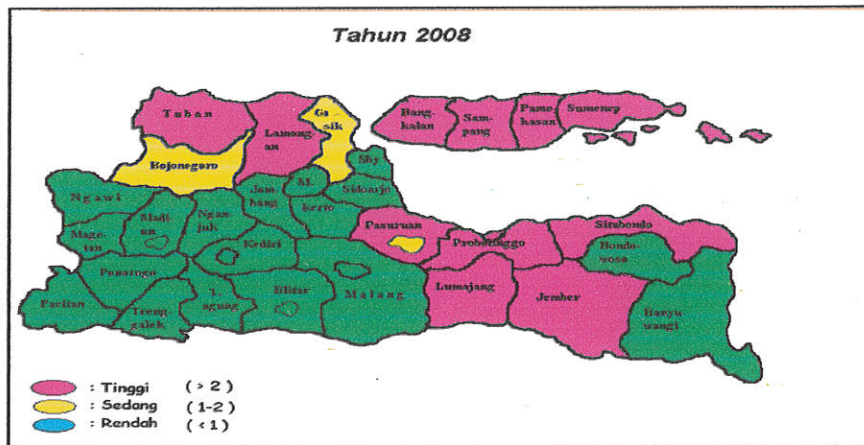 Tahun 2008
Tuban
Lamong-
an
Gr
sik
Bang-
kalan
Sam-
pang
Pame-
kasan
Sumenep
Bojonegoro
Sby
Ngawi
Madi-
un
Ngan-
juk
Jom-
bang
M.
kerto
Sidoarjo
Mage-
tan
Kediri
Pasuruan
Probolinggo
Situbondo
Bondo-
woso
Ponorogo
Pacitan
Treng-
galek
T.
agung
Blitar
Malang
Lumajang
Jember
Banyu
wangi
: Tinggi ( > 2 )
: Sedang ( 1-2 )
: Rendah ( < 1 )